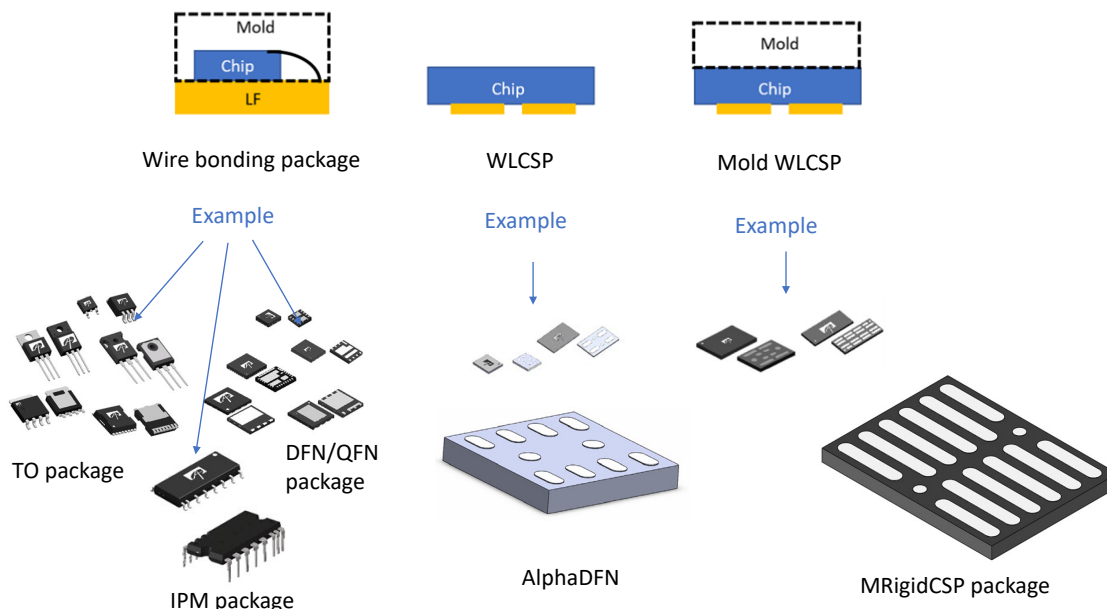 Mold
Chip
LF
Chip
Mold
Chip
Wire bonding package
WLCSP
Mold WLCSP
Example
Example
Example
TO package
DFN/QFN
package
IPM package
AlphaDFN
MRigidCSP package